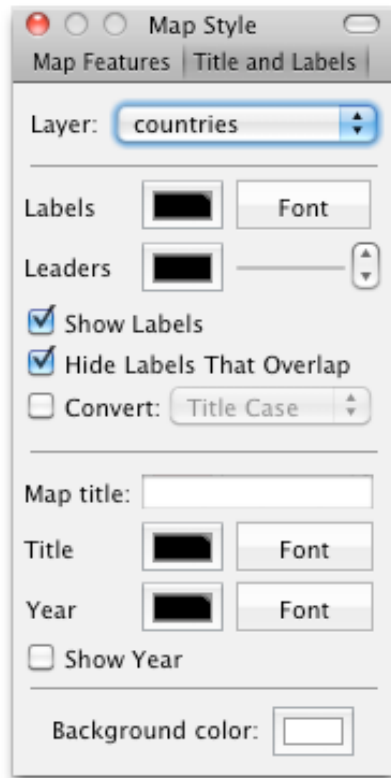 Map Style
Map Features Title and Labels
Layer: countries
Labels Font
Leaders
Show Labels
Hide Labels That Overlap
Convert: Title Case
Map title:
Title Font
Year Font
Show Year
Background color: